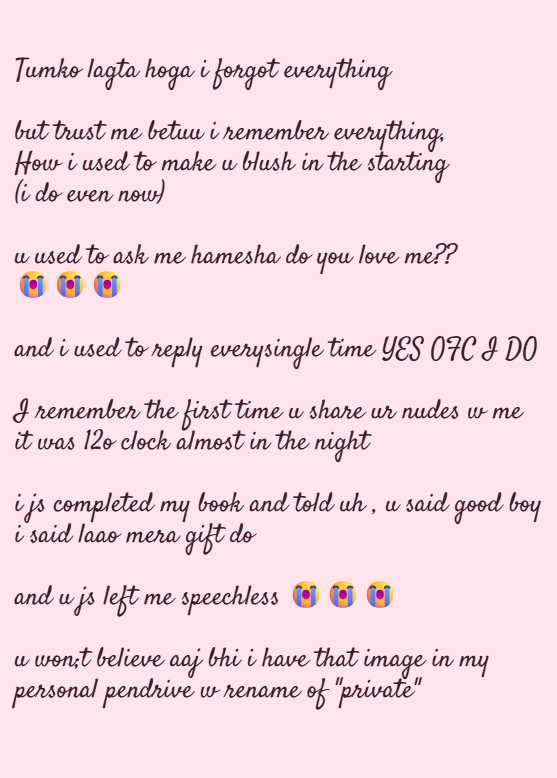 Tumko lagta hoga i forgot everything
but trust me betuu i remember everything,
How i used to make u blush in the starting
(i do even now)
u used to ask me hamesha do you love me??
😭 😭 😭
and i used to reply everysingle time YES OFC I DO
I remember the first time u share ur nudes w me
it was 12o clock almost in the night
i js completed my book and told uh , u said good boy
i said laao mera gift do
and u js left me speechless 😭 😭 😭
u won;t believe aaj bhi i have that image in my
personal pendrive w rename of "private"